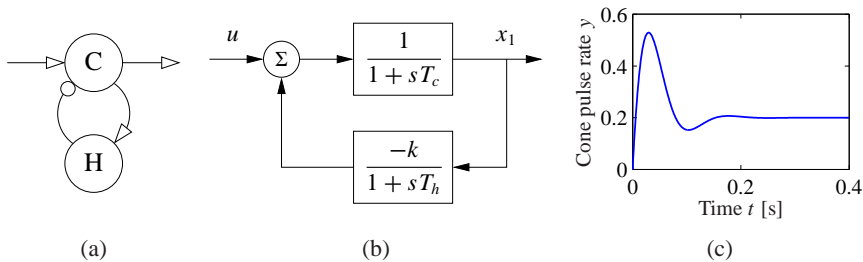 C
H
(a)
u
Σ
1
1 + sT_c
x_1
-k
1 + sT_h
(b)
Cone pulse rate y
0.6
0.4
0.2
0
0 0.2 0.4
Time t [s]
(c)